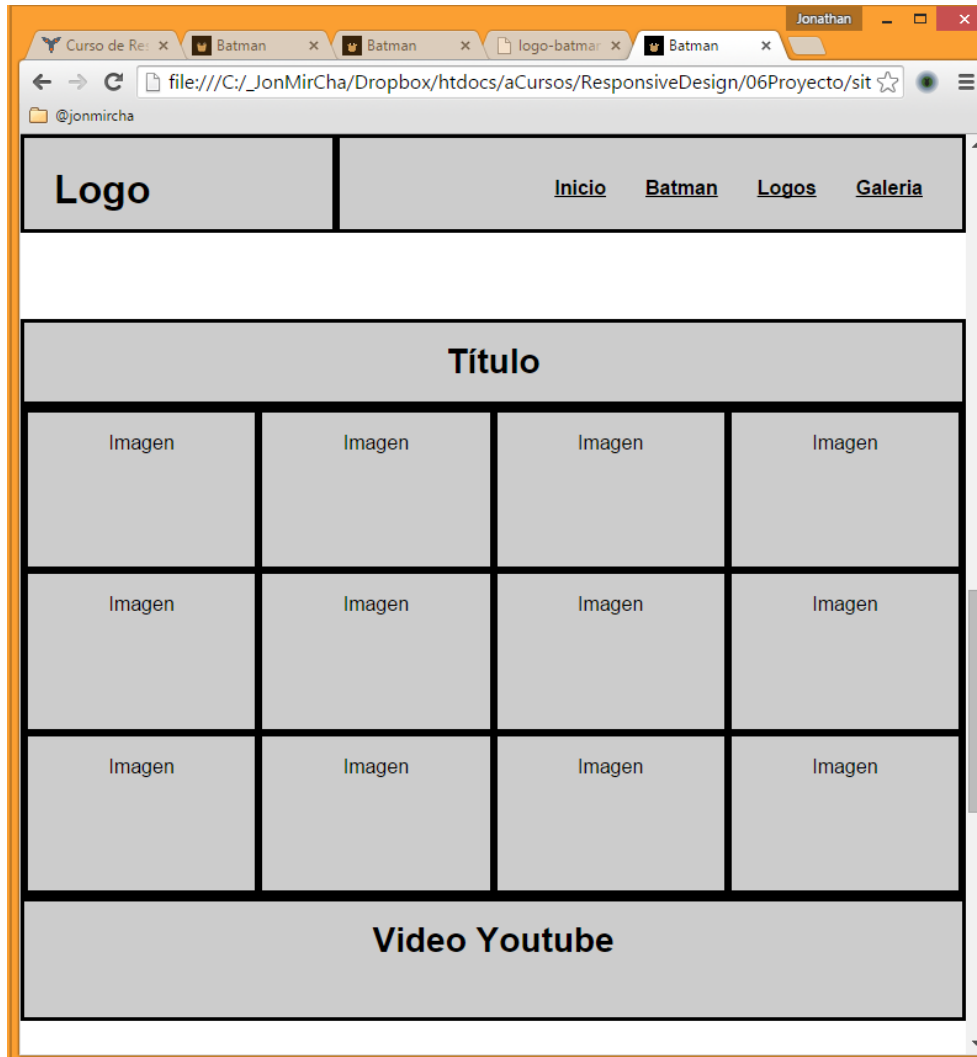 Jonathan
Curso de Re: Batman Batman logo-batmar Batman
file:///C:/_JonMirCha/Dropbox/htdocs/aCursos/ResponsiveDesign/06Proyecto/sit
@jonmircha
Logo Inicio Batman Logos Galeria
Título
Imagen Imagen Imagen Imagen
Imagen Imagen Imagen Imagen
Imagen Imagen Imagen Imagen
Video Youtube